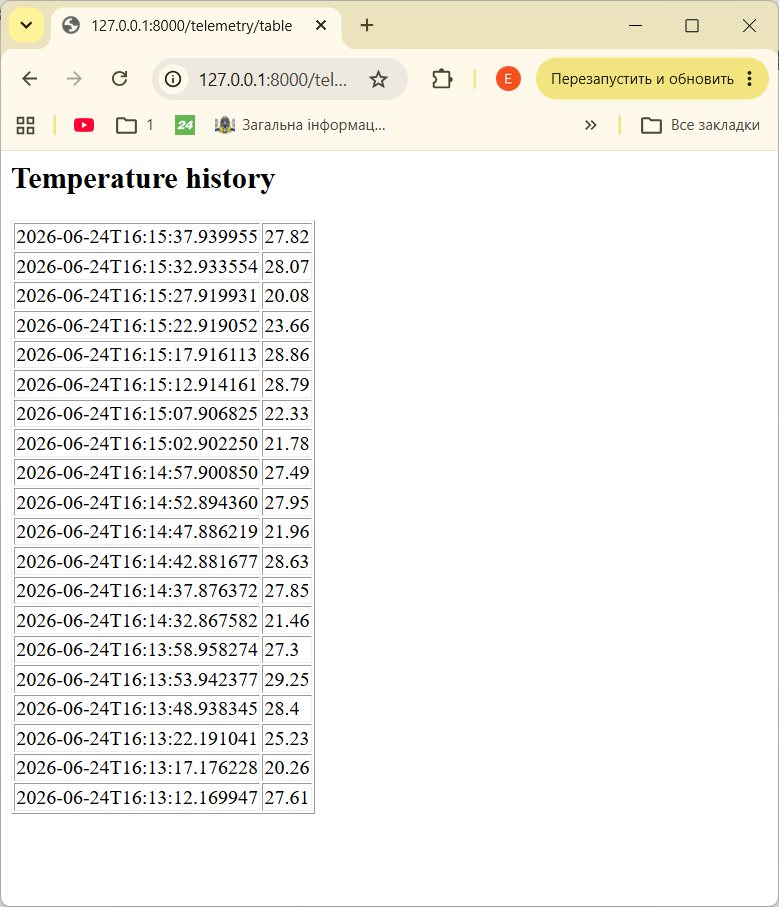 127.0.0.1:8000/telemetry/table
127.0.0.1:8000/tel...
E
Перезапустить и обновить
1
24
Загальна інформац...
Все закладки
Temperature history
2026-06-24T16:15:37.939955 27.82
2026-06-24T16:15:32.933554 28.07
2026-06-24T16:15:27.919931 20.08
2026-06-24T16:15:22.919052 23.66
2026-06-24T16:15:17.916113 28.86
2026-06-24T16:15:12.914161 28.79
2026-06-24T16:15:07.906825 22.33
2026-06-24T16:15:02.902250 21.78
2026-06-24T16:14:57.900850 27.49
2026-06-24T16:14:52.894360 27.95
2026-06-24T16:14:47.886219 21.96
2026-06-24T16:14:42.881677 28.63
2026-06-24T16:14:37.876372 27.85
2026-06-24T16:14:32.867582 21.46
2026-06-24T16:13:58.958274 27.3
2026-06-24T16:13:53.942377 29.25
2026-06-24T16:13:48.938345 28.4
2026-06-24T16:13:22.191041 25.23
2026-06-24T16:13:17.176228 20.26
2026-06-24T16:13:12.169947 27.61